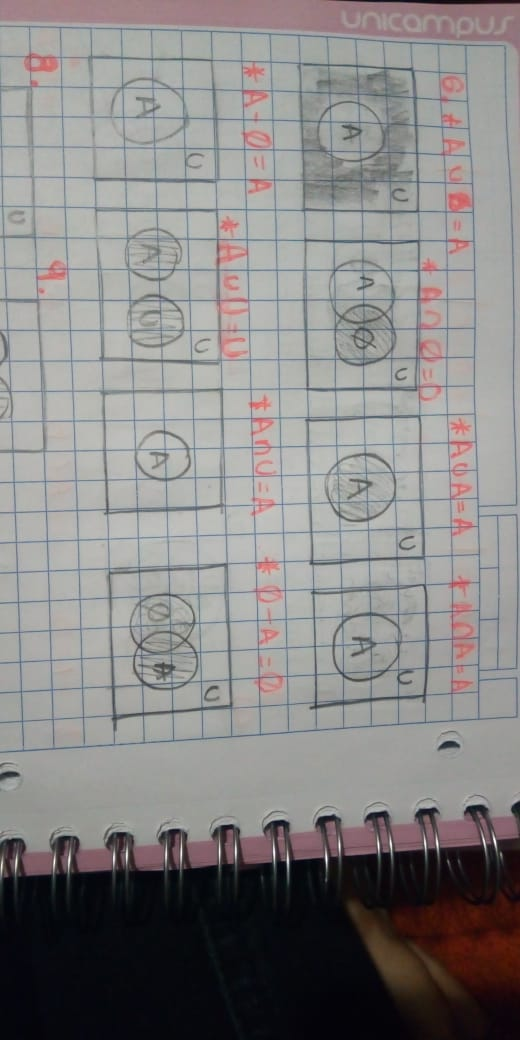 unicampus
6. *A ∪ Ø = A *A ∩ Ø = Ø *A∪A=A *A∩A=A
A U A Ø U A U A U
*A-Ø=A *A∪U=U *A∩U=A *Ø-A=Ø
A U A U U A Ø A U
8. 9.
U